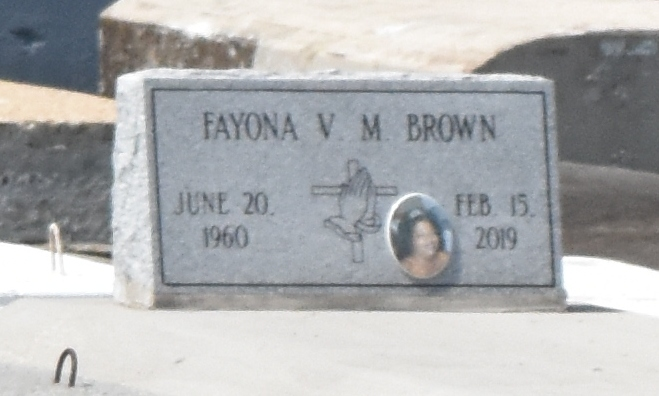 FAYONA V. M. BROWN
JUNE 20, 1960
FEB. 15, 2019